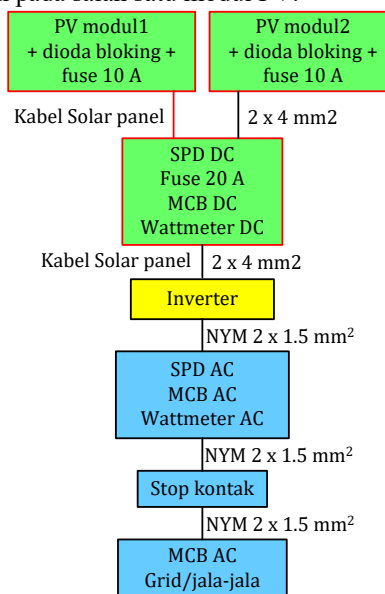 PV modul1
+ dioda bloking +
fuse 10 A
PV modul2
+ dioda bloking +
fuse 10 A
Kabel Solar panel
2 x 4 mm2
SPD DC
Fuse 20 A
MCB DC
Wattmeter DC
Kabel Solar panel
2 x 4 mm2
Inverter
NYM 2 x 1.5 mm²
SPD AC
MCB AC
Wattmeter AC
NYM 2 x 1.5 mm²
Stop kontak
NYM 2 x 1.5 mm²
MCB AC
Grid/jala-jala